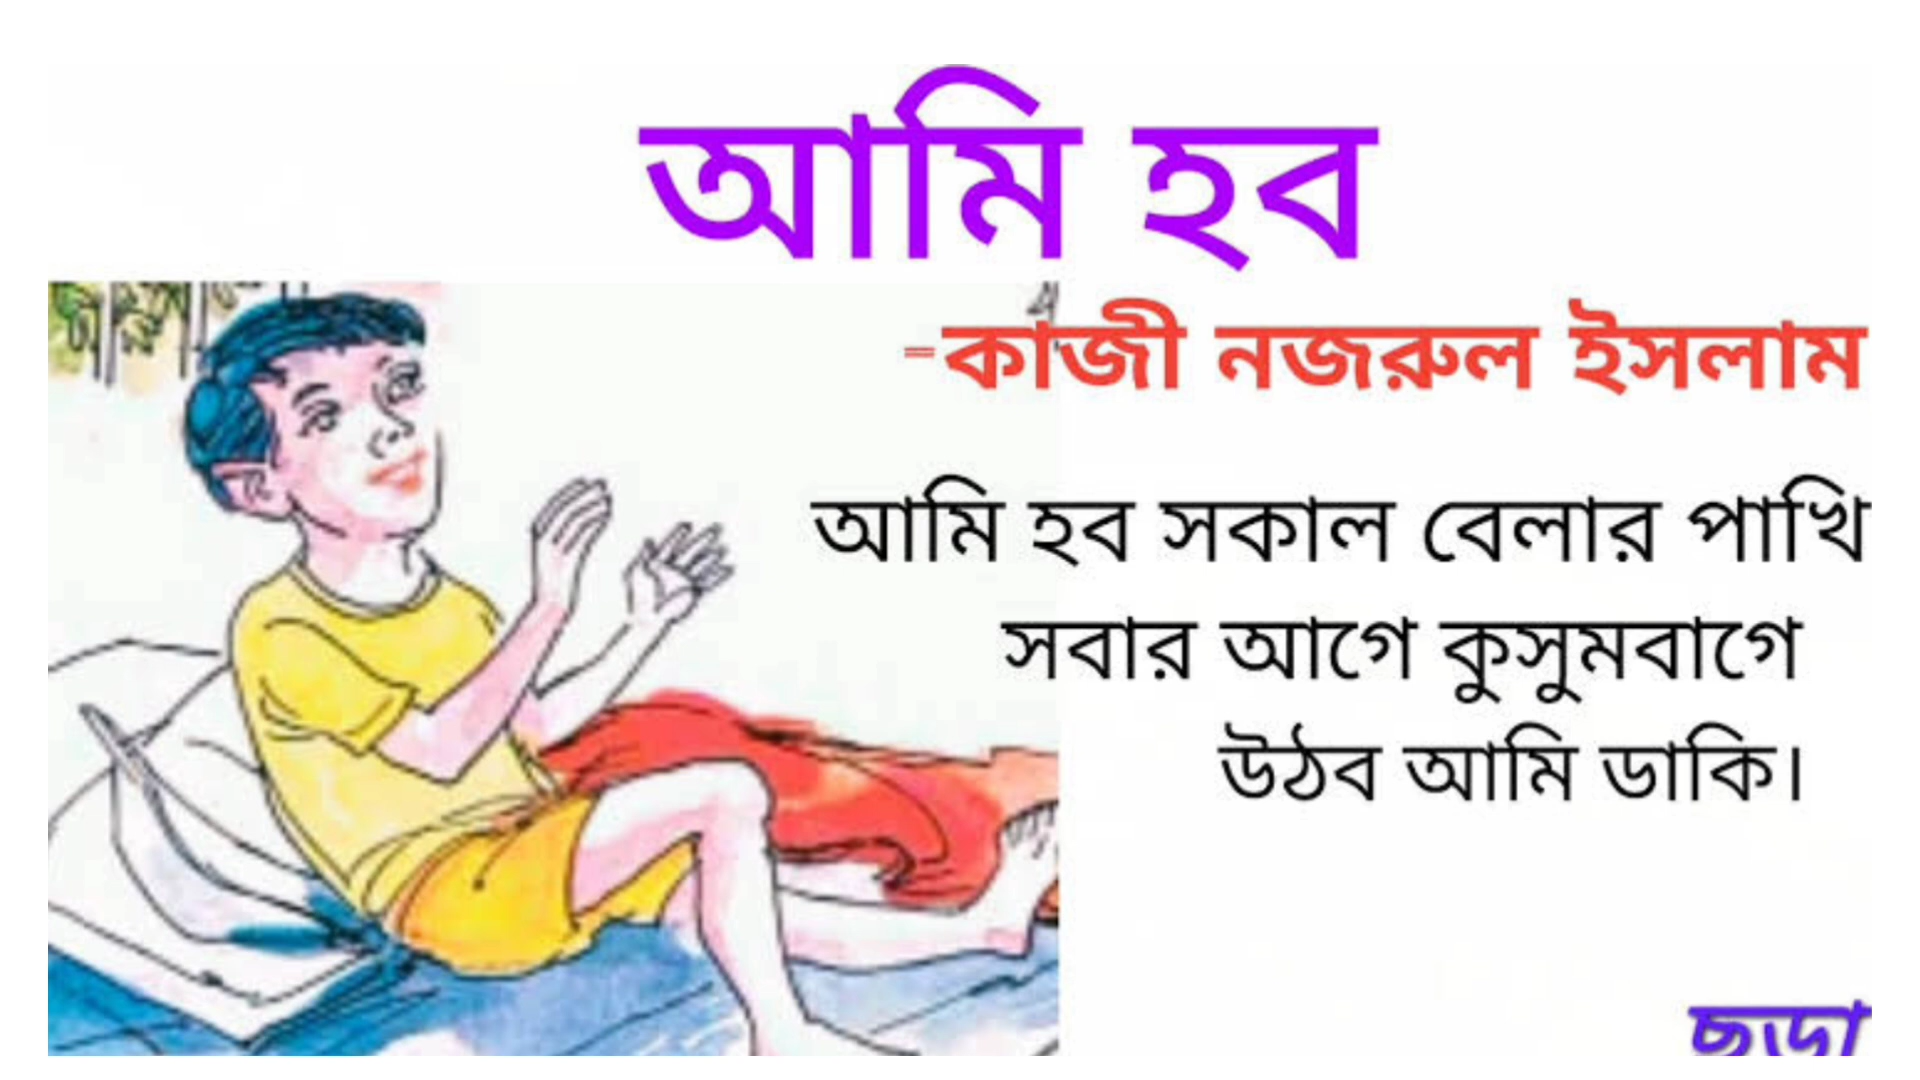 আমি হব
-কাজী নজরুল ইসলাম
আমি হব সকাল বেলার পাখি
সবার আগে কুসুমবাগে
উঠব আমি ডাকি।
ছড়া